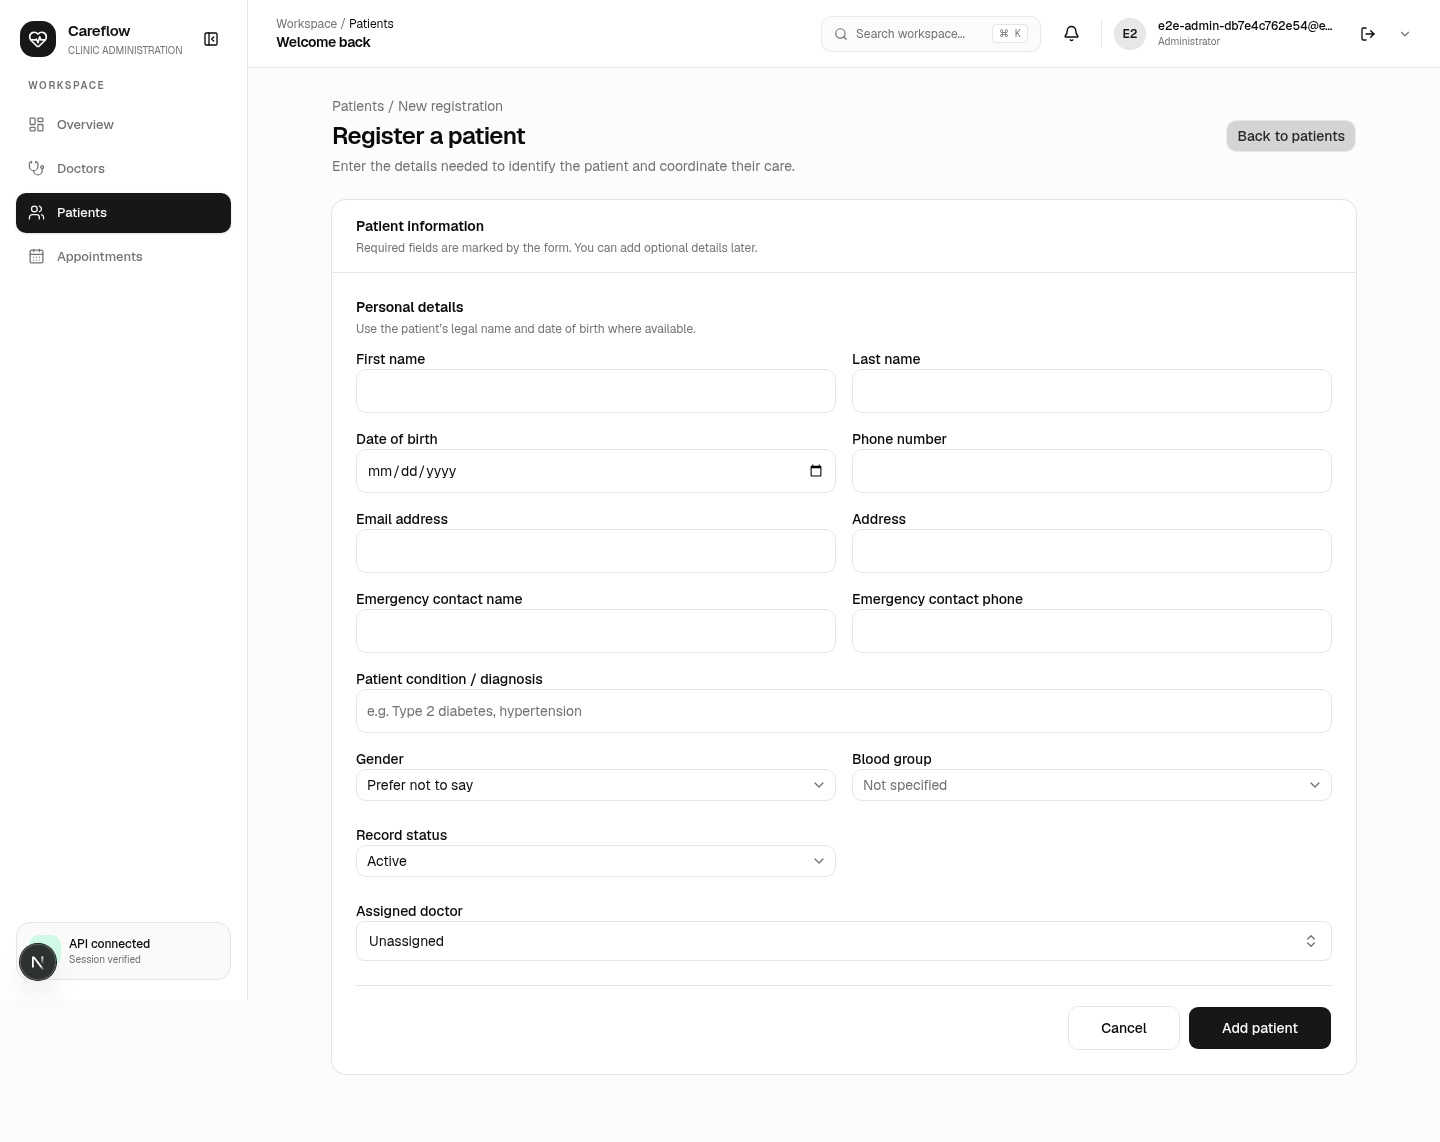 Careflow
CLINIC ADMINISTRATION
WORKSPACE
Overview
Doctors
Patients
Appointments
API connected
Session verified
N
Workspace / Patients
Welcome back
Search workspace...
⌘ K
E2
e2e-admin-db7e4c762e54@e...
Administrator
Patients / New registration
Register a patient
Enter the details needed to identify the patient and coordinate their care.
Back to patients
Patient information
Required fields are marked by the form. You can add optional details later.
Personal details
Use the patient's legal name and date of birth where available.
First name
Last name
Date of birth
mm/dd/yyyy
Phone number
Email address
Address
Emergency contact name
Emergency contact phone
Patient condition / diagnosis
e.g. Type 2 diabetes, hypertension
Gender
Prefer not to say
Blood group
Not specified
Record status
Active
Assigned doctor
Unassigned
Cancel
Add patient